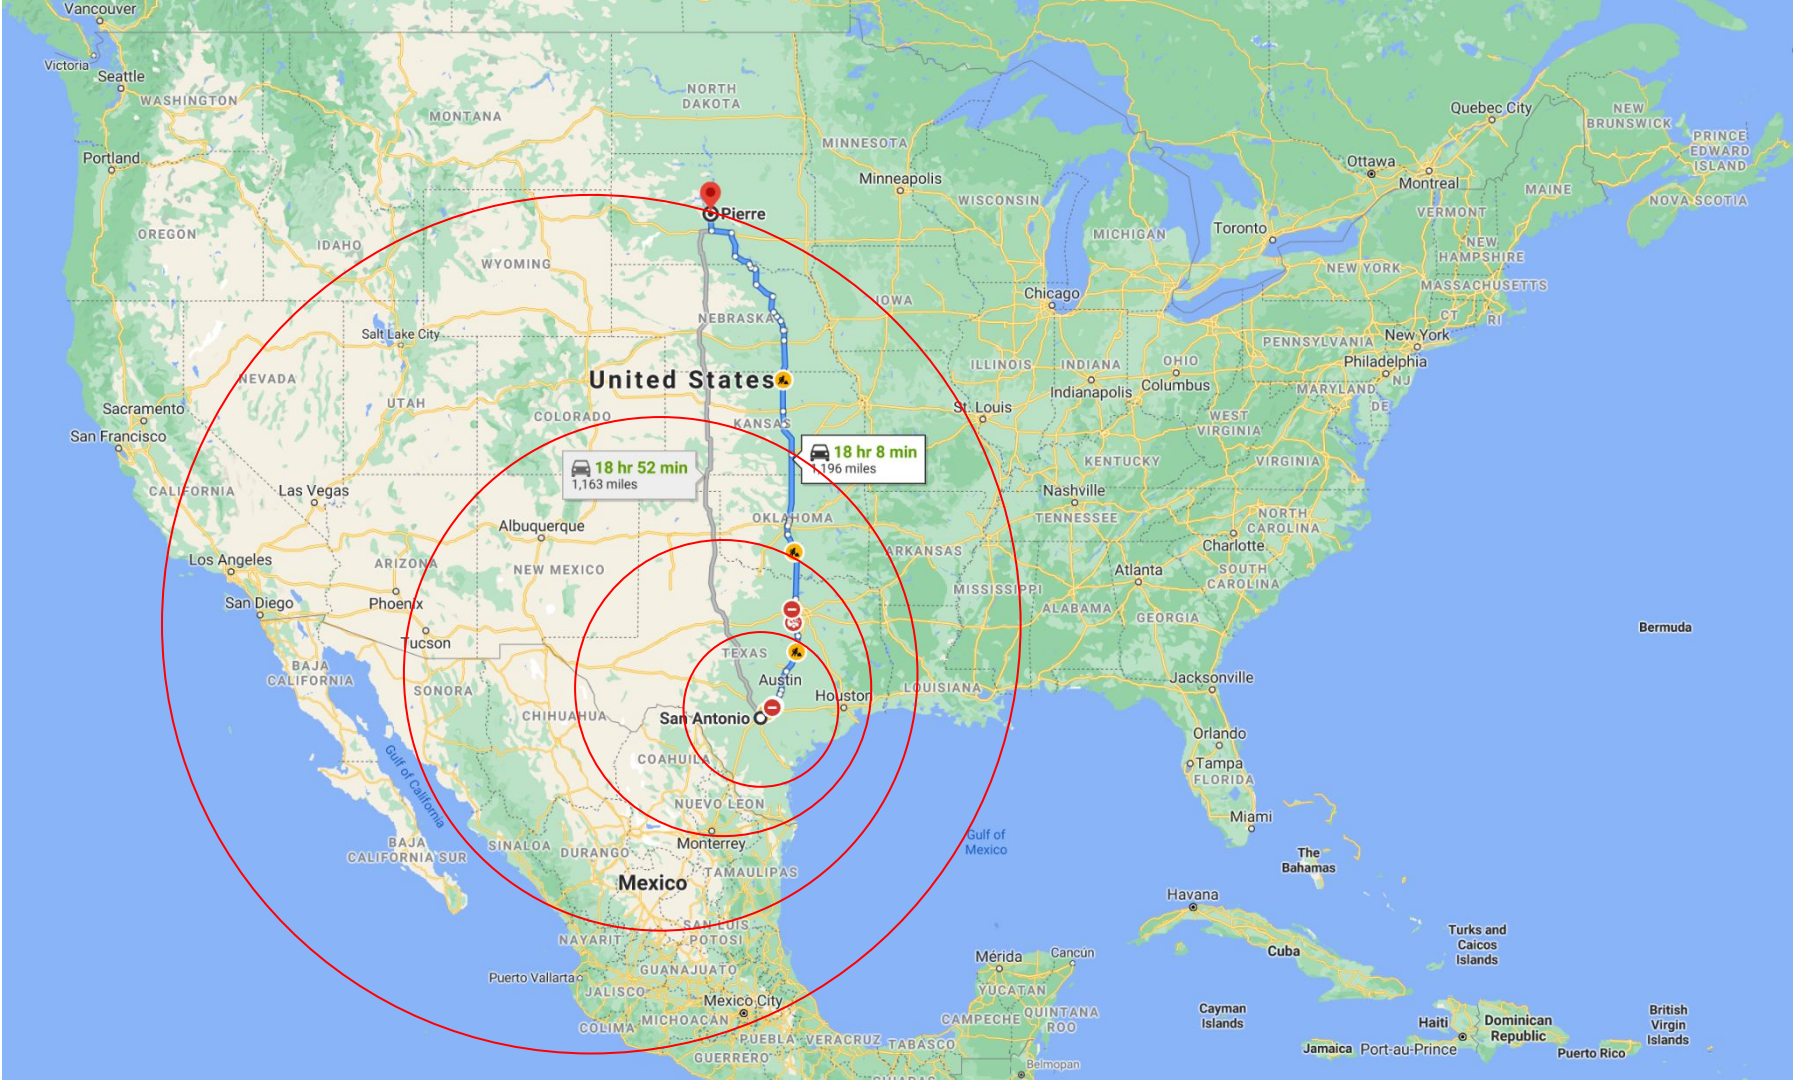 Vancouver
Victoria
Seattle
WASHINGTON
MONTANA
NORTH
DAKOTA
MINNESOTA
Quebec City
NEW
BRUNSWICK
PRINCE
EDWARD
ISLAND
Portland
Ottawa
Montreal
MAINE
NOVA SCOTIA
Minneapolis
WISCONSIN
Pierre
OREGON
IDAHO
WYOMING
MICHIGAN
Toronto
VERMONT
NEW
HAMPSHIRE
NEW YORK
MASSACHUSETTS
CT
RI
IOWA
Chicago
NEBRASKA
Salt Lake City
New York
PENNSYLVANIA
Philadelphia
NEVADA
United States
ILLINOIS
INDIANA
OHIO
Indianapolis
Columbus
MARYLAND
NJ
DE
UTAH
COLORADO
KANSAS
St. Louis
WEST
VIRGINIA
Sacramento
San Francisco
18 hr 8 min
1,196 miles
18 hr 52 min
1,163 miles
KENTUCKY
VIRGINIA
CALIFORNIA
Las Vegas
Nashville
TENNESSEE
Albuquerque
OKLAHOMA
NORTH
CAROLINA
Charlotte
ARKANSAS
Los Angeles
ARIZONA
NEW MEXICO
Atlanta
SOUTH
CAROLINA
San Diego
Phoenix
MISSISSIPPI
ALABAMA
GEORGIA
Bermuda
Tucson
TEXAS
BAJA
CALIFORNIA
SONORA
Austin
Houston
LOUISIANA
Jacksonville
CHIHUAHUA
San Antonio
COAHUILA
Orlando
Tampa
FLORIDA
Gulf of California
NUEVO LEON
Miami
Monterrey
Gulf of
Mexico
BAJA
CALIFORNIA SUR
SINALOA
DURANGO
The
Bahamas
Mexico
TAMAULIPAS
Havana
SAN LUIS
POTOSI
NAYARIT
Turks and
Caicos
Islands
Cuba
Mérida
Cancún
Puerto Vallarta
GUANAJUATO
JALISCO
YUCATAN
Mexico City
CAMPECHE
QUINTANA
ROO
Cayman
Islands
Haiti
Dominican
Republic
British
Virgin
Islands
COLIMA
MICHOACAN
PUEBLA
VERACRUZ
TABASCO
GUERRERO
Jamaica
Port-au-Prince
Puerto Rico
Belmopan